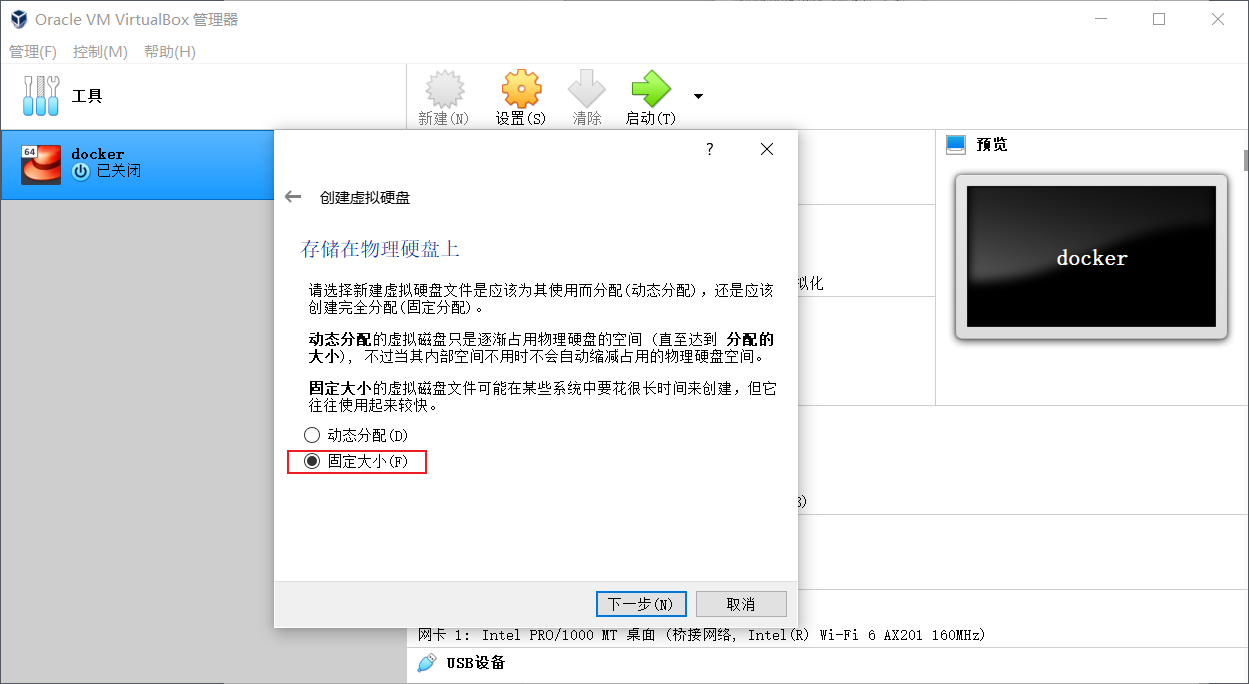 Oracle VM VirtualBox 管理器
管理(F) 控制(M) 帮助(H)
工具
新建(N) 设置(S) 清除 启动(T)
64
docker
已关闭
?
创建虚拟硬盘
存储在物理硬盘上
请选择新建虚拟硬盘文件是应该为其使用而分配(动态分配)，还是应该
创建完全分配(固定分配)。
动态分配的虚拟磁盘只是逐渐占用物理硬盘的空间（直至达到 分配的
大小)，不过当其内部空间不用时不会自动缩减占用的物理硬盘空间。
固定大小的虚拟磁盘文件可能在某些系统中要花很长时间来创建，但它
往往使用起来较快。
动态分配(D)
固定大小(F)
下一步(N) 取消
预览
docker
拟化
网卡 1: Intel PRO/1000 MT 桌面 (桥接网络, Intel(R) Wi-Fi 6 AX201 160MHz)
USB设备